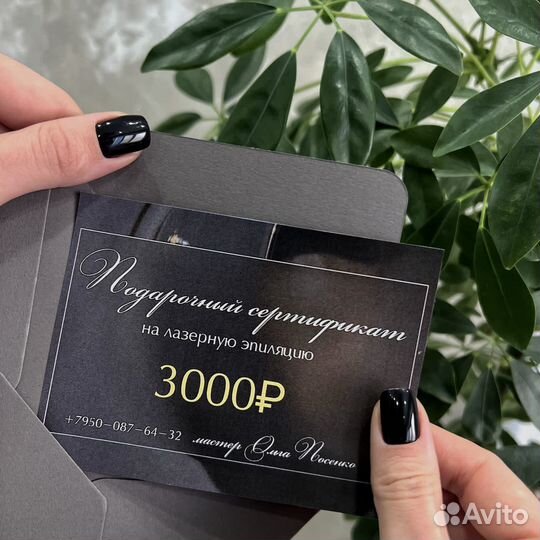 Подарочный сертификат
на лазерную эпиляцию
3000₽
+7950-087-64-32 мастер Ольга Посенко
Avito